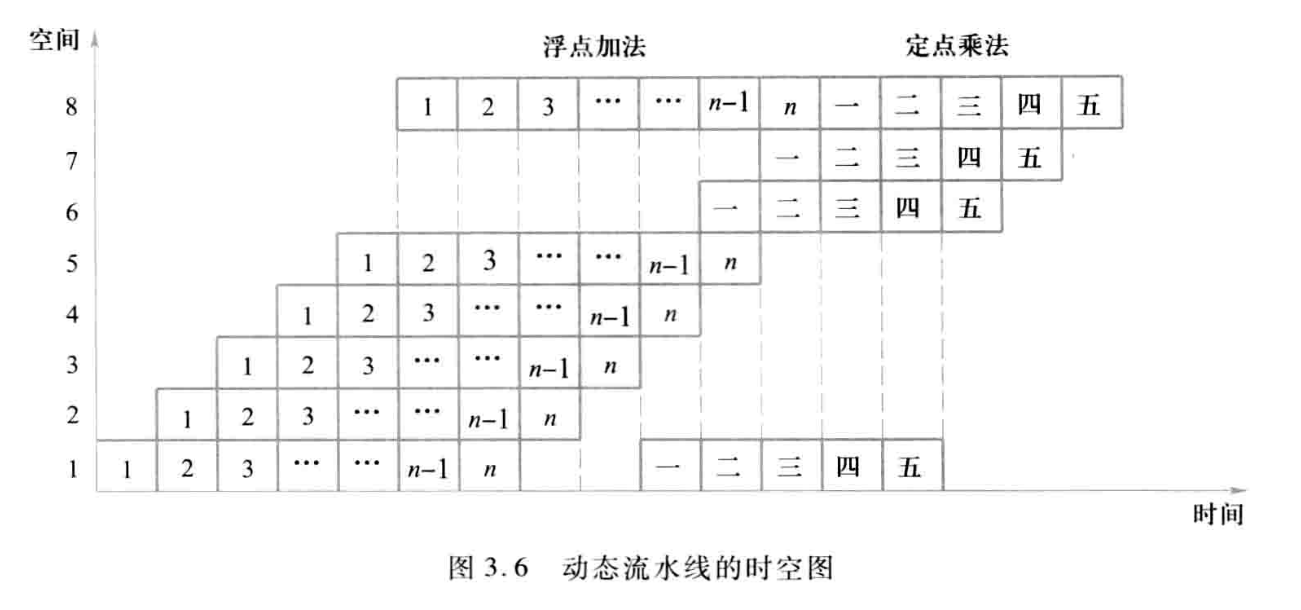 空间 浮点加法 定点乘法
8 1 2 3 ··· ··· n-1 n 一 二 三 四 五
7 一 二 三 四 五
6 一 二 三 四 五
5 1 2 3 ··· ··· n-1 n
4 1 2 3 ··· ··· n-1 n
3 1 2 3 ··· ··· n-1 n
2 1 2 3 ··· ··· n-1 n
1 1 2 3 ··· ··· n-1 n 一 二 三 四 五
时间
图 3.6 动态流水线的时空图